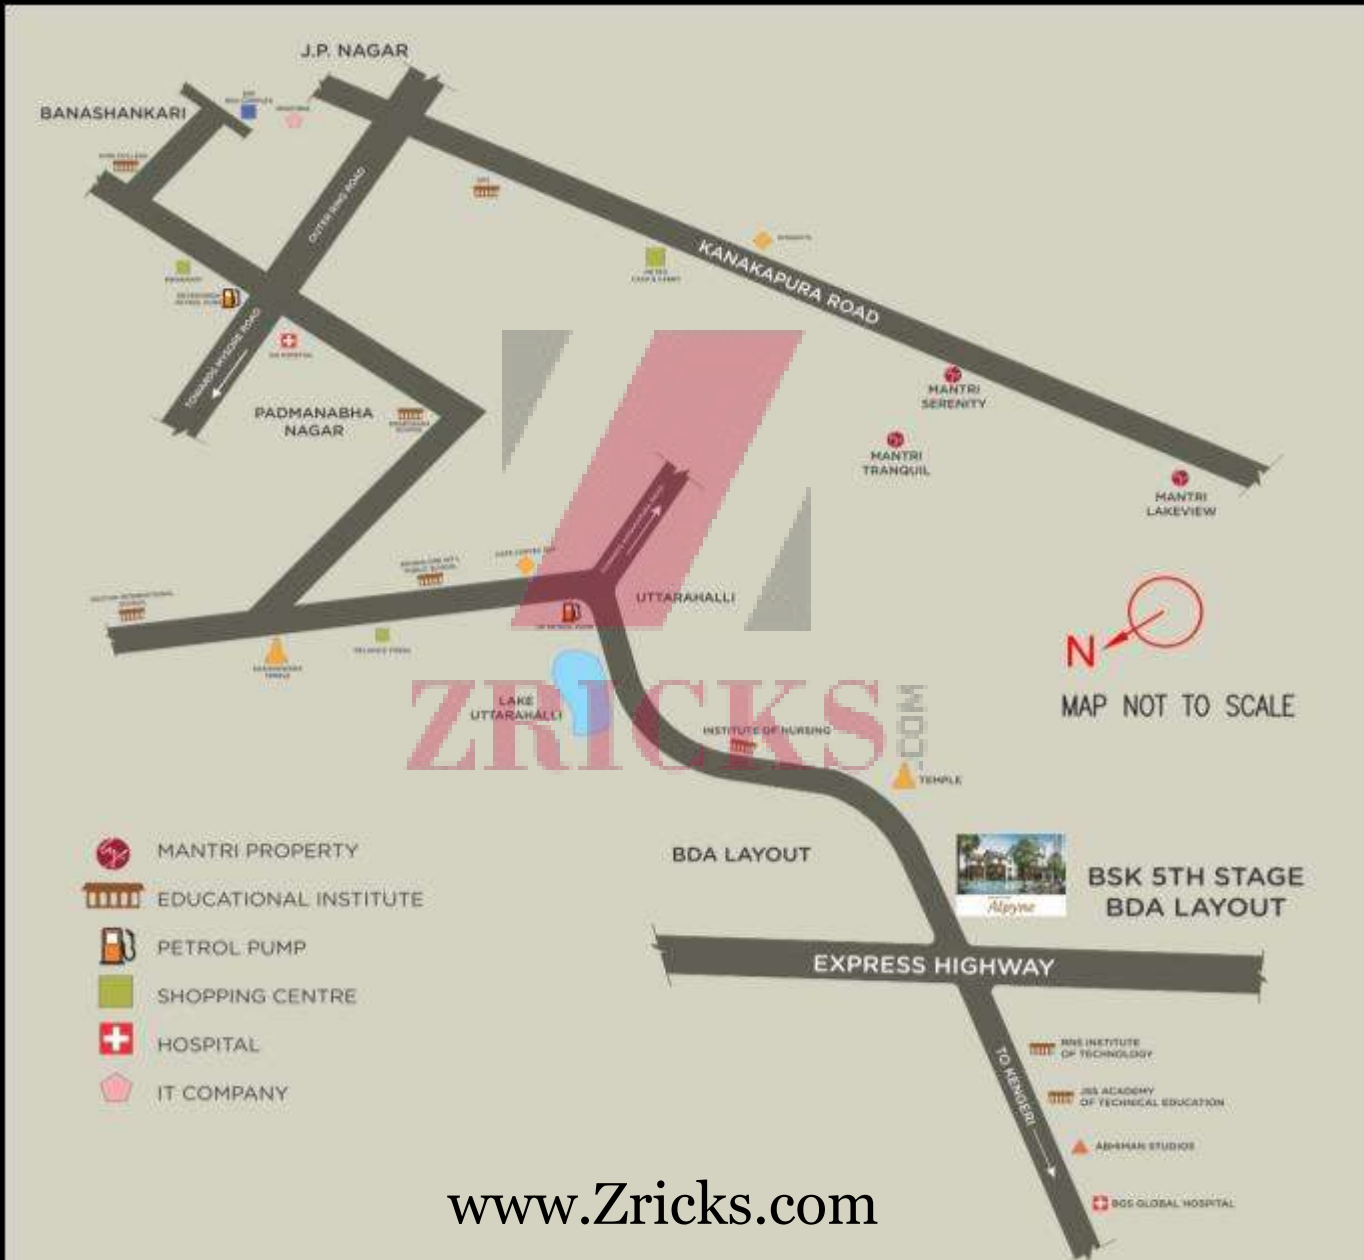 J.P. NAGAR
BANASHANKARI
OUTER RING ROAD
KANAKAPURA ROAD
TOWARDS MYSORE ROAD
PADMANABHA
NAGAR
MANTRI
SERENITY
MANTRI
TRANQUIL
MANTRI
LAKEVIEW
UTTARAHALLI
N
MAP NOT TO SCALE
LAKE
UTTARAHALLI
ZRICKS
.COM
INSTITUTE OF NURSING
TEMPLE
BDA LAYOUT
Alpyne
BSK 5TH STAGE
BDA LAYOUT
EXPRESS HIGHWAY
MANTRI PROPERTY
EDUCATIONAL INSTITUTE
PETROL PUMP
SHOPPING CENTRE
HOSPITAL
IT COMPANY
TO KENGERI
RNS INSTITUTE
OF TECHNOLOGY
JSS ACADEMY
OF TECHNICAL EDUCATION
ABHIMAN STUDIOS
BGS GLOBAL HOSPITAL
www.Zricks.com